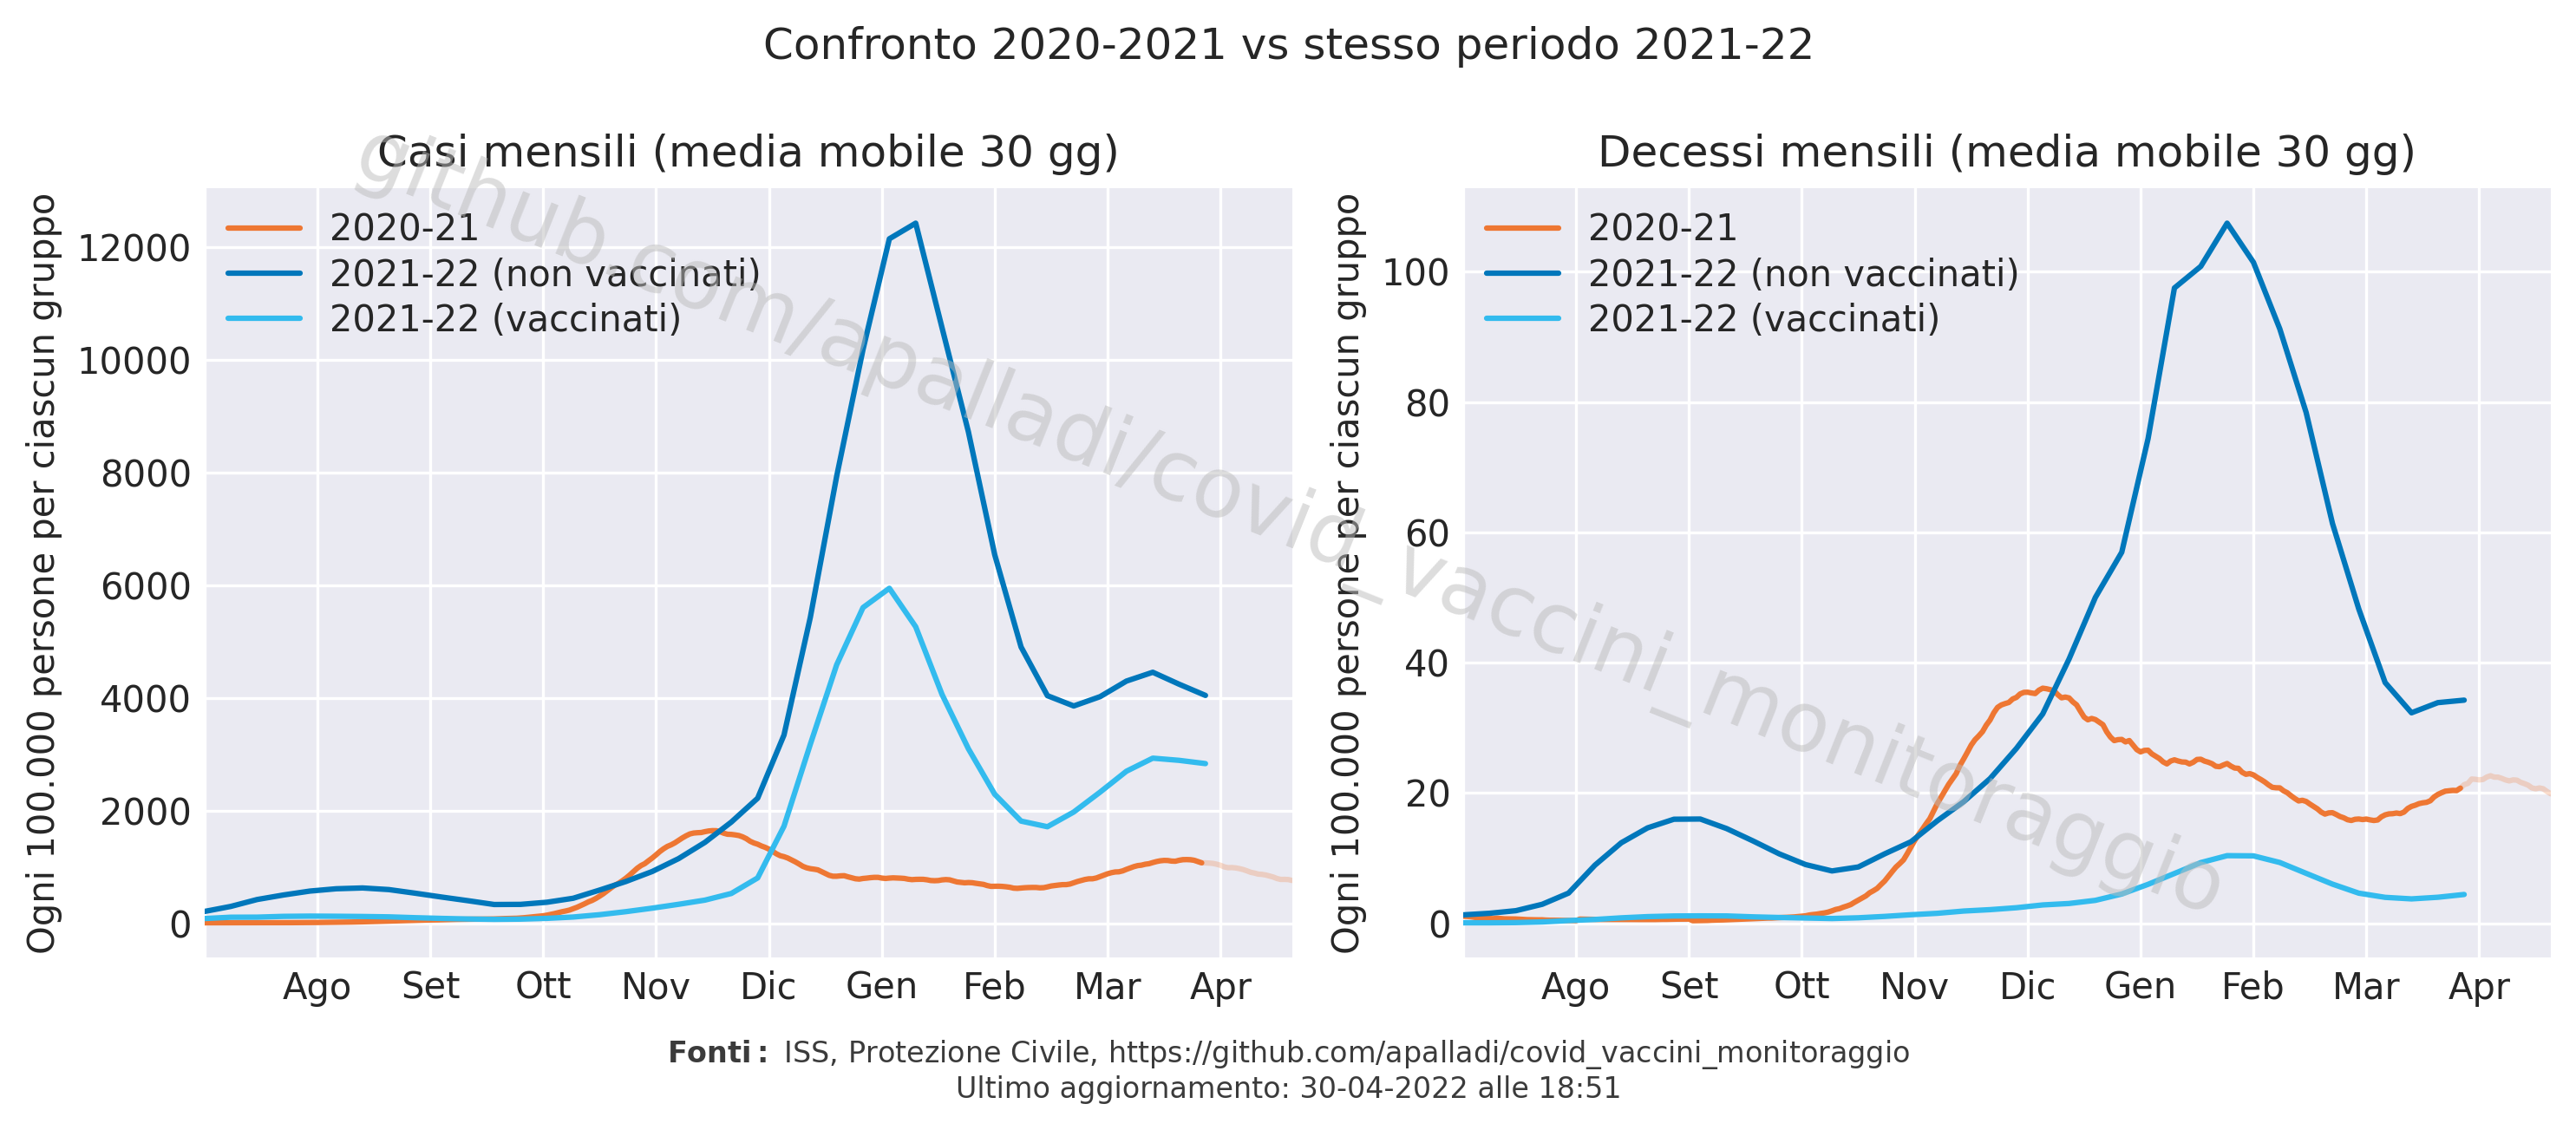 Confronto 2020-2021 vs stesso periodo 2021-22
Casi mensili (media mobile 30 gg)
Ogni 100.000 persone per ciascun gruppo
12000
10000
8000
6000
4000
2000
0
2020-21
2021-22 (non vaccinati)
2021-22 (vaccinati)
Ago Set Ott Nov Dic Gen Feb Mar Apr
Decessi mensili (media mobile 30 gg)
Ogni 100.000 persone per ciascun gruppo
100
80
60
40
20
0
2020-21
2021-22 (non vaccinati)
2021-22 (vaccinati)
Ago Set Ott Nov Dic Gen Feb Mar Apr
github.com/apalladi/covid_vaccini_monitoraggio
Fonti: ISS, Protezione Civile, https://github.com/apalladi/covid_vaccini_monitoraggio
Ultimo aggiornamento: 30-04-2022 alle 18:51